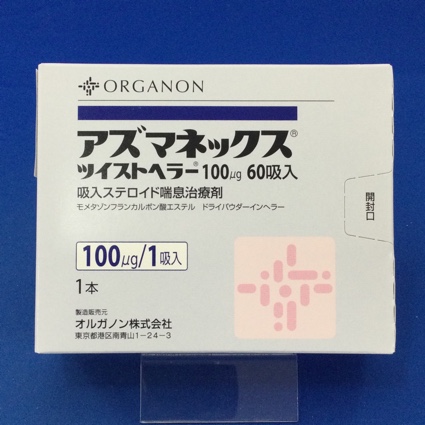 ORGANON
アズマネックス®
ツイストヘラー®100μg 60吸入
吸入ステロイド喘息治療剤
モメタゾンフランカルボン酸エステル ドライパウダーインヘラー
100μg/1吸入
1本
製造販売元
オルガノン株式会社
東京都港区南青山1-24-3
開封口